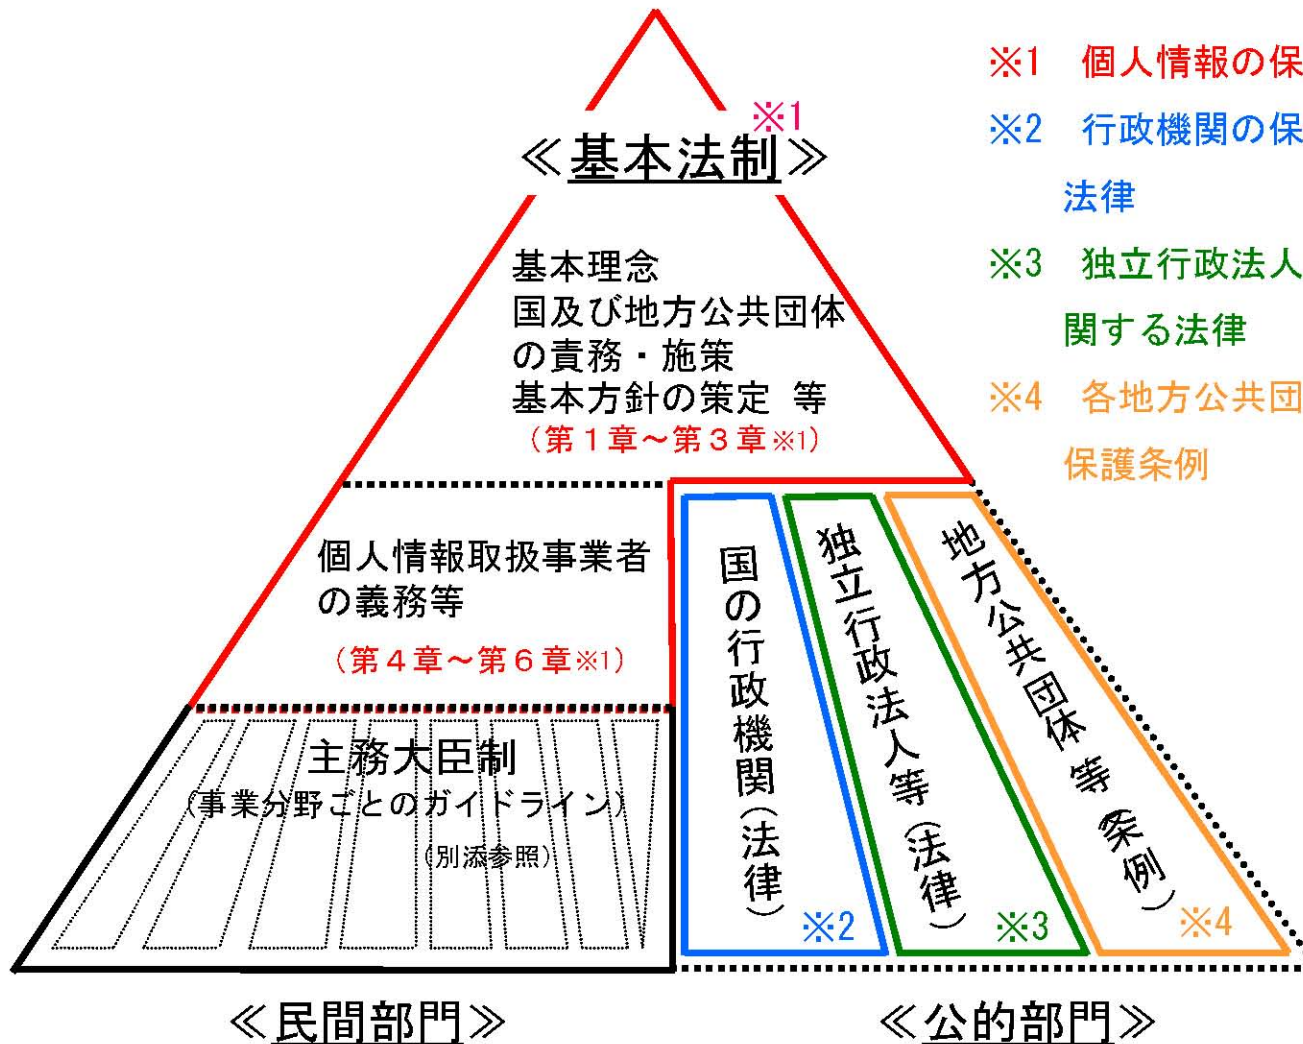 ※1
≪基本法制≫
基本理念
国及び地方公共団体
の責務・施策
基本方針の策定 等
(第1章～第3章※1)
個人情報取扱事業者
の義務等
(第4章～第6章※1)
主務大臣制
(事業分野ごとのガイドライン)
(別添参照)
国の行政機関(法律)
※2
独立行政法人等(法律)
※3
地方公共団体等(条例)
※4
≪民間部門≫
≪公的部門≫
※1 個人情報の保
※2 行政機関の保
法律
※3 独立行政法人
関する法律
※4 各地方公共団
保護条例